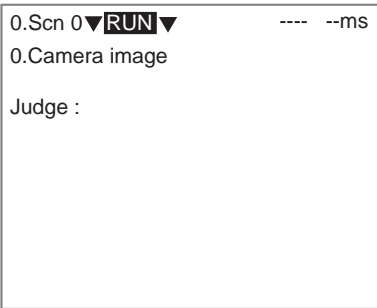 0.Scn 0▼RUN▼ ---- --ms
0.Camera image
Judge :